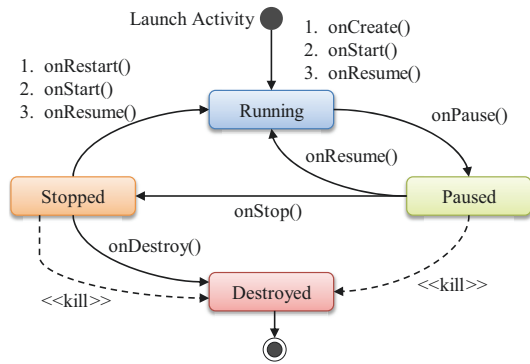 Launch Activity
1. onCreate()
2. onStart()
3. onResume()
1. onRestart()
2. onStart()
3. onResume()
Running
onPause()
onResume()
Stopped
Paused
onStop()
onDestroy()
<<kill>>
<<kill>>
Destroyed